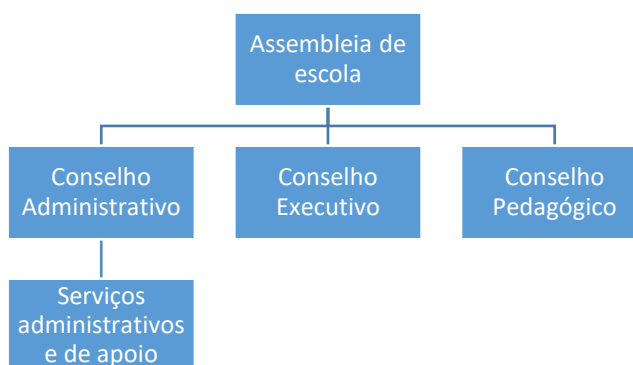 Assembleia de
escola
Conselho
Administrativo
Conselho
Executivo
Conselho
Pedagógico
Serviços
administrativos
e de apoio